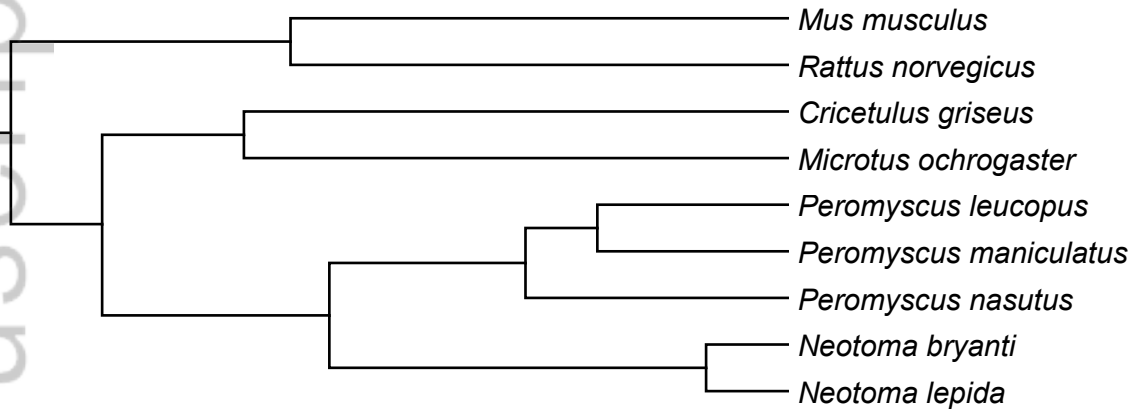 Mus musculus
Rattus norvegicus
Cricetulus griseus
Microtus ochrogaster
Peromyscus leucopus
Peromyscus maniculatus
Peromyscus nasutus
Neotoma bryanti
Neotoma lepida